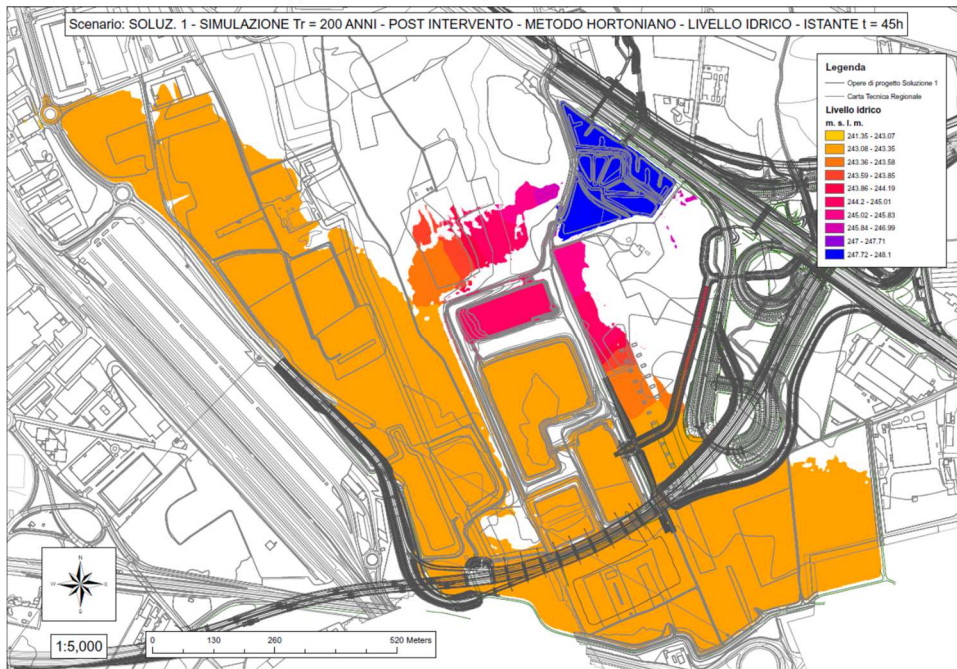 Scenario: SOLUZ. 1 - SIMULAZIONE Tr = 200 ANNI - POST INTERVENTO - METODO HORTONIANO - LIVELLO IDRICO - ISTANTE t = 45h
Legenda
Opere di progetto Soluzione 1
Carta Tecnica Regionale
Livello idrico
m. s. l. m.
241.35 - 243.07
243.08 - 243.35
243.36 - 243.58
243.59 - 243.85
243.86 - 244.19
244.2 - 245.01
245.02 - 245.83
245.84 - 246.99
247 - 247.71
247.72 - 248.1
N
W E
S
1:5,000
0 130 260 520 Meters